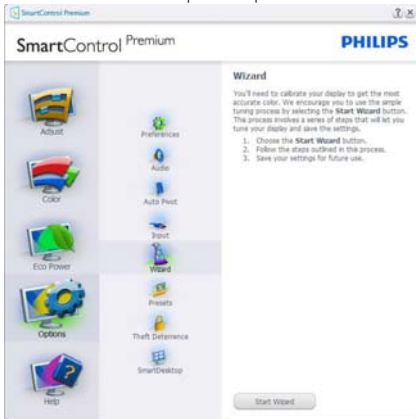 SmartControl Premium
SmartControl Premium
PHILIPS
Adjust
Color
Eco Power
Options
Help
Preferences
Audio
Auto Pivot
Input
Wizard
Presets
Theft Deterrence
SmartDesktop
Wizard
You'll need to calibrate your display to get the most
accurate color. We encourage you to use the simple
tuning process by selecting the Start Wizard button.
This process involves a series of steps that will let you
tune your display and save the settings.
1. Choose the Start Wizard button.
2. Follow the steps outlined in this process.
3. Save your settings for future use.
Start Wizard